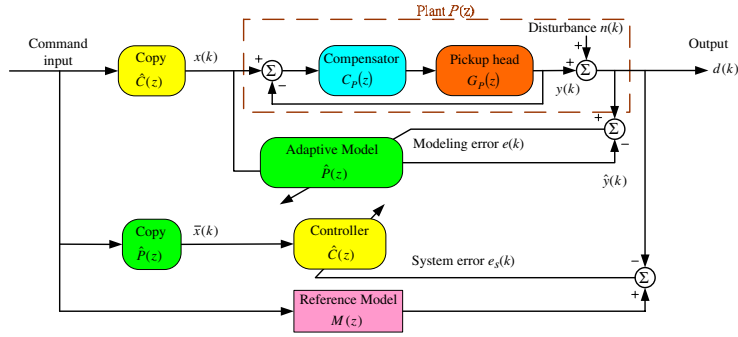 Plant P(z)
Disturbance n(k)
Command
input
Copy
Ĉ(z)
x(k)
+
Σ
−
Compensator
C_P(z)
Pickup head
G_P(z)
+
+
Σ
y(k)
Output
d(k)
+
Σ
−
Modeling error e(k)
Adaptive Model
P̂(z)
ŷ(k)
Copy
P̂(z)
x̄(k)
Controller
Ĉ(z)
System error e_s(k)
−
Σ
+
Reference Model
M(z)